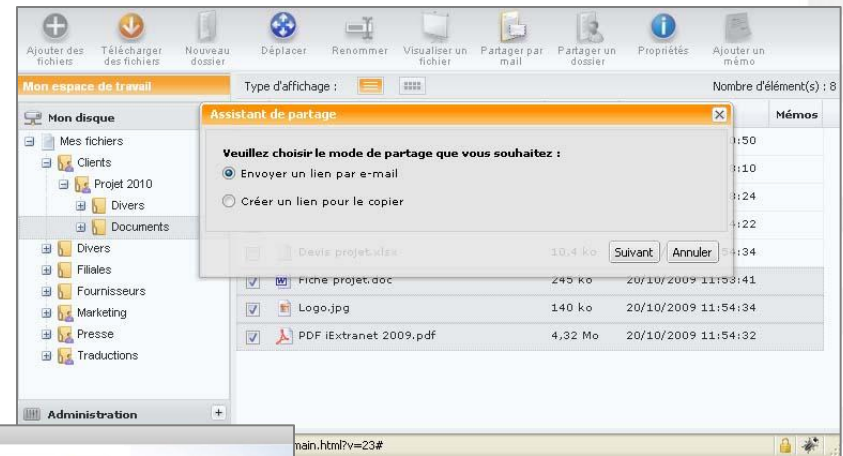 Ajouter des fichiers
Télécharger des fichiers
Nouveau dossier
Déplacer
Renommer
Visualiser un fichier
Partager par mail
Partager un dossier
Propriétés
Ajouter un mémo
Mon espace de travail
Type d'affichage :
Nombre d'élément(s) : 8
Mon disque
Mes fichiers
Clients
Projet 2010
Divers
Documents
Divers
Filiales
Fournisseurs
Marketing
Presse
Traductions
Administration
Mémos
Assistant de partage
Veuillez choisir le mode de partage que vous souhaitez :
Envoyer un lien par e-mail
Créer un lien pour le copier
Suivant
Annuler
:50
:10
:24
:22
Devis projet.xlsx 10.4 ko :34
Fiche projet.doc 245 ko 20/10/2009 11:53:41
Logo.jpg 140 ko 20/10/2009 11:54:34
PDF iExtranet 2009.pdf 4,32 Mo 20/10/2009 11:54:32
main.html?v=23#